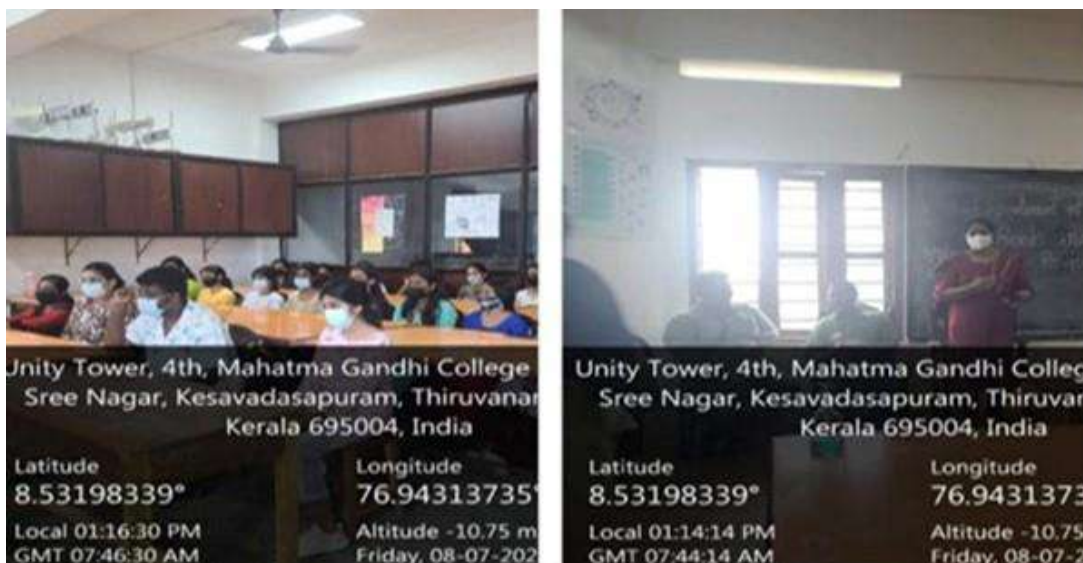 Unity Tower, 4th, Mahatma Gandhi College
Sree Nagar, Kesavadasapuram, Thiruvanan
Kerala 695004, India
Latitude
8.53198339°
Longitude
76.94313735°
Local 01:16:30 PM
GMT 07:46:30 AM
Altitude -10.75 m
Friday, 08-07-202
Unity Tower, 4th, Mahatma Gandhi Colleg
Sree Nagar, Kesavadasapuram, Thiruvan
Kerala 695004, India
Latitude
8.53198339°
Longitude
76.9431373
Local 01:14:14 PM
GMT 07:44:14 AM
Altitude -10.75
Friday, 08-07-2